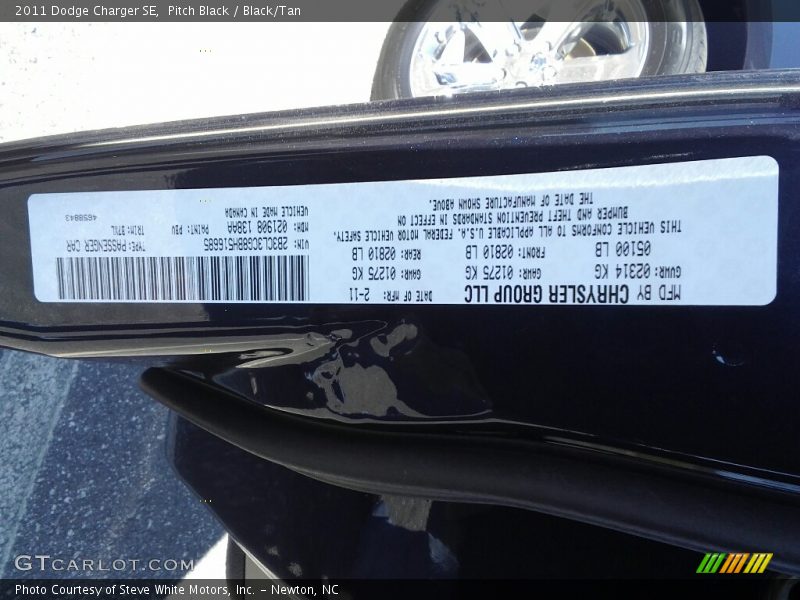 2011 Dodge Charger SE, Pitch Black / Black/Tan
MFD BY CHRYSLER GROUP LLC DATE OF MFR: 2-11
GVWR: 02314 KG GAWR: 01275 KG GAWR: 01275 KG
05100 LB FRONT: 02810 LB REAR: 02810 LB
THIS VEHICLE CONFORMS TO ALL APPLICABLE U.S.A. FEDERAL MOTOR VEHICLE SAFETY,
BUMPER AND THEFT PREVENTION STANDARDS IN EFFECT ON
THE DATE OF MANUFACTURE SHOWN ABOVE.
VIN: 2B3CL3CG8BH516685 TYPE: PASSENGER CAR
MDH: 021908 138AA PAINT: PBV TRIM:
VEHICLE MADE IN CANADA 4658843
GTCARLOT.COM
Photo Courtesy of Steve White Motors, Inc. - Newton, NC